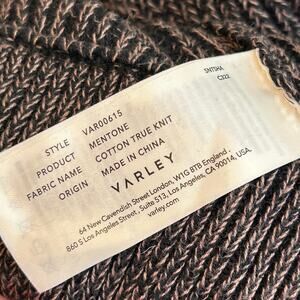 SNTSHA
C222
STYLE VAR00615
PRODUCT MENTONE
FABRIC NAME COTTON TRUE KNIT
ORIGIN MADE IN CHINA
VARLEY
64 New Cavendish Street London, W1G 8TB England.
860 S Los Angeles Street, Suite 513, Los Angeles, CA 90014, USA.
varley.com